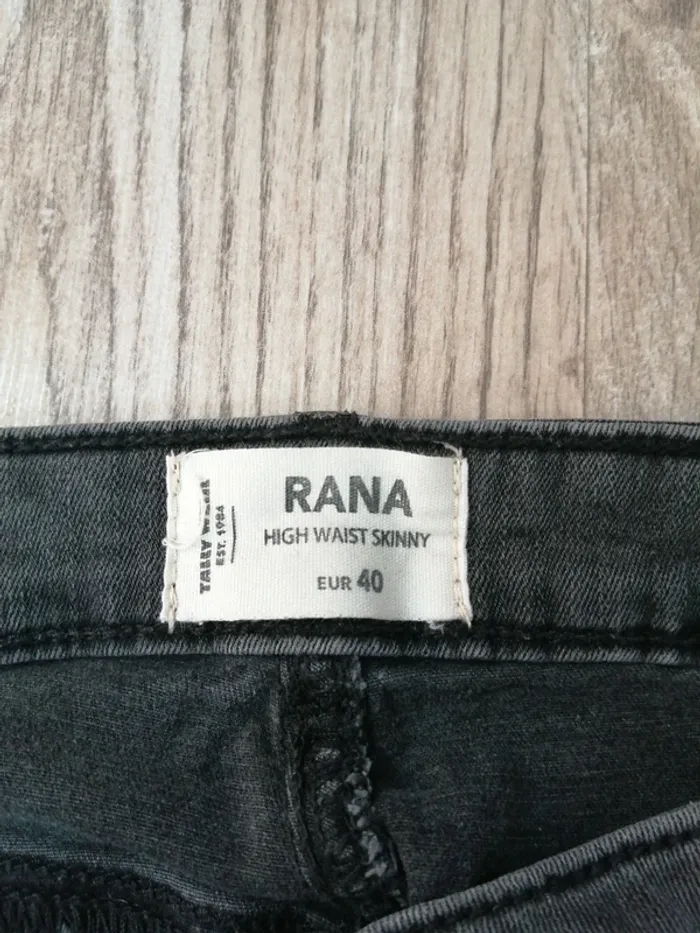 TALLY WEiJL
EST. 1984
RANA
HIGH WAIST SKINNY
EUR 40